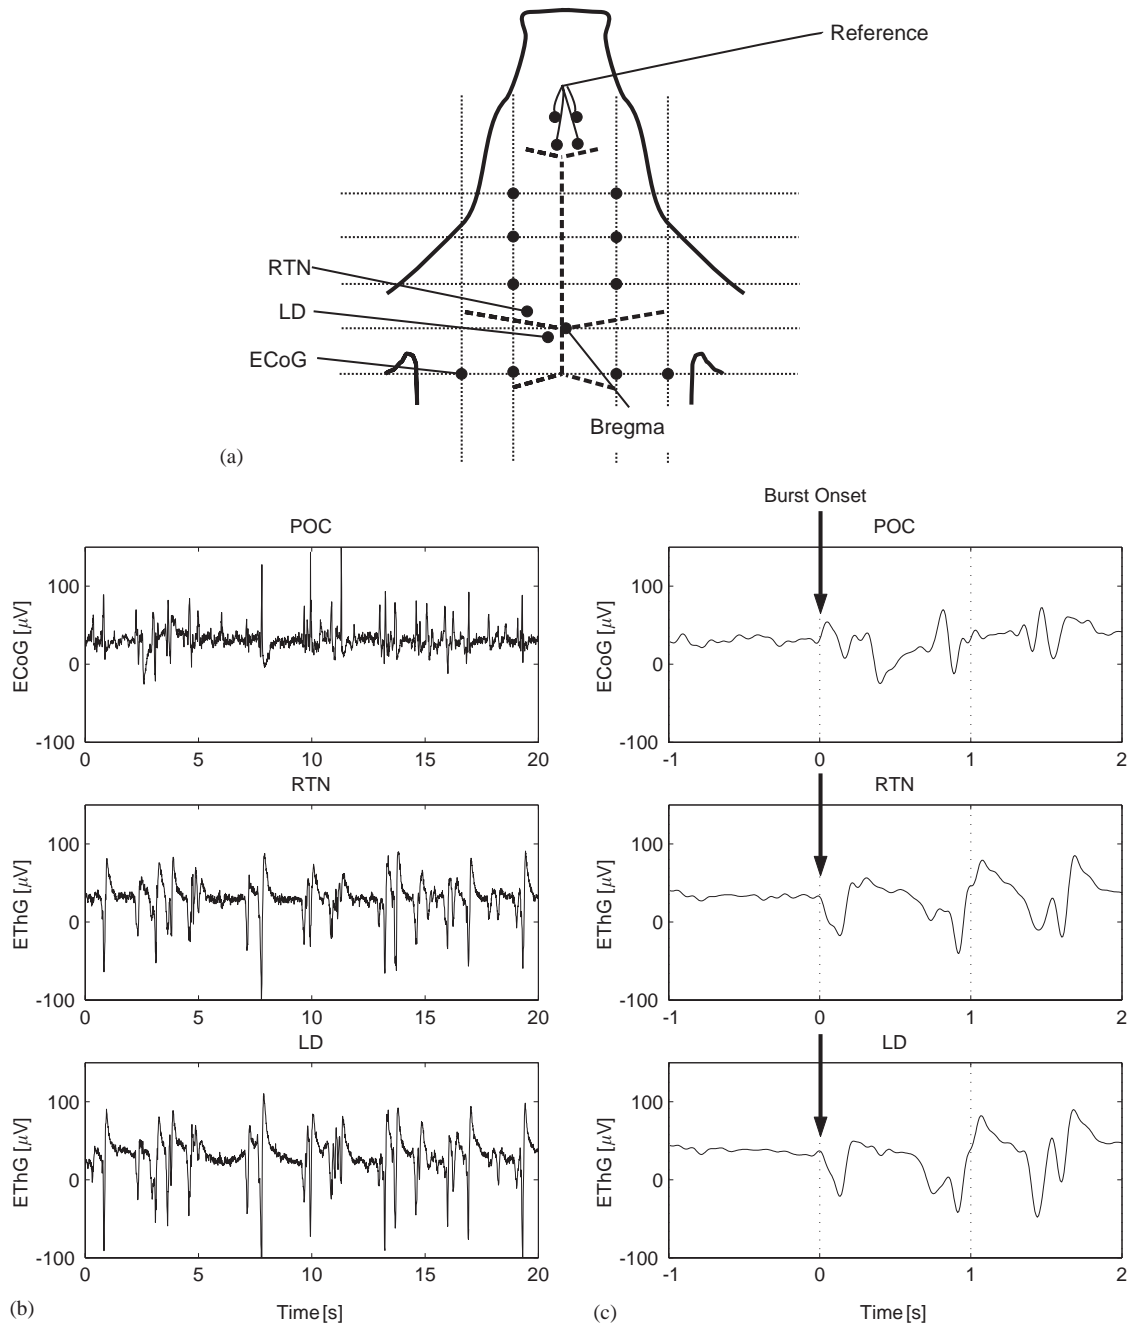 Reference
RTN
LD
ECoG
Bregma
(a)
Burst Onset
POC
POC
ECoG [μV]
100
0
-100
0 5 10 15 20
ECoG [μV]
100
0
-100
-1 0 1 2
RTN
RTN
EThG [μV]
100
0
-100
0 5 10 15 20
EThG [μV]
100
0
-100
-1 0 1 2
LD
LD
EThG [μV]
100
0
-100
0 5 10 15 20
EThG [μV]
100
0
-100
-1 0 1 2
(b)
Time [s]
(c)
Time [s]